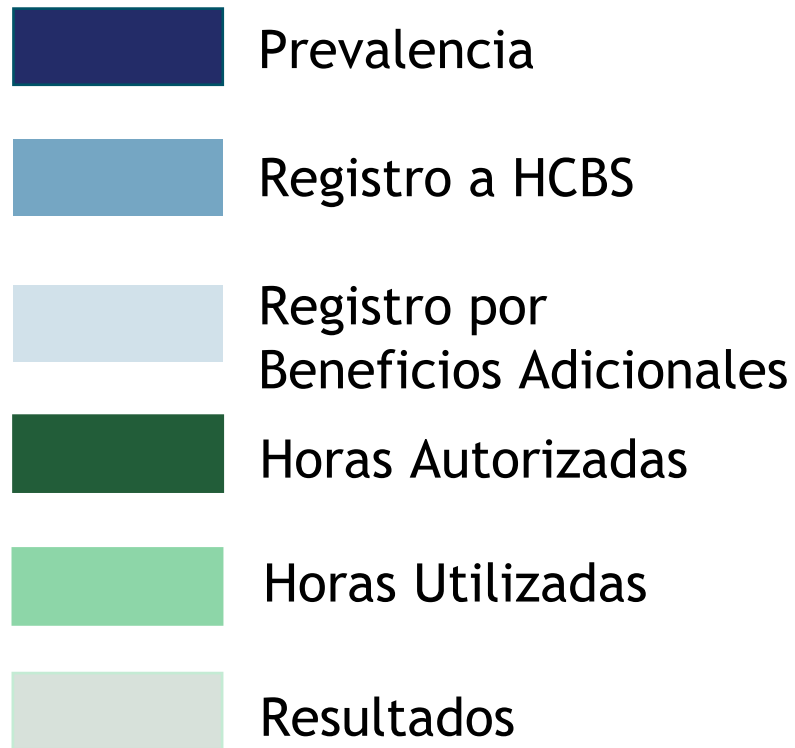 Prevalencia
Registro a HCBS
Registro por
Beneficios Adicionales
Horas Autorizadas
Horas Utilizadas
Resultados